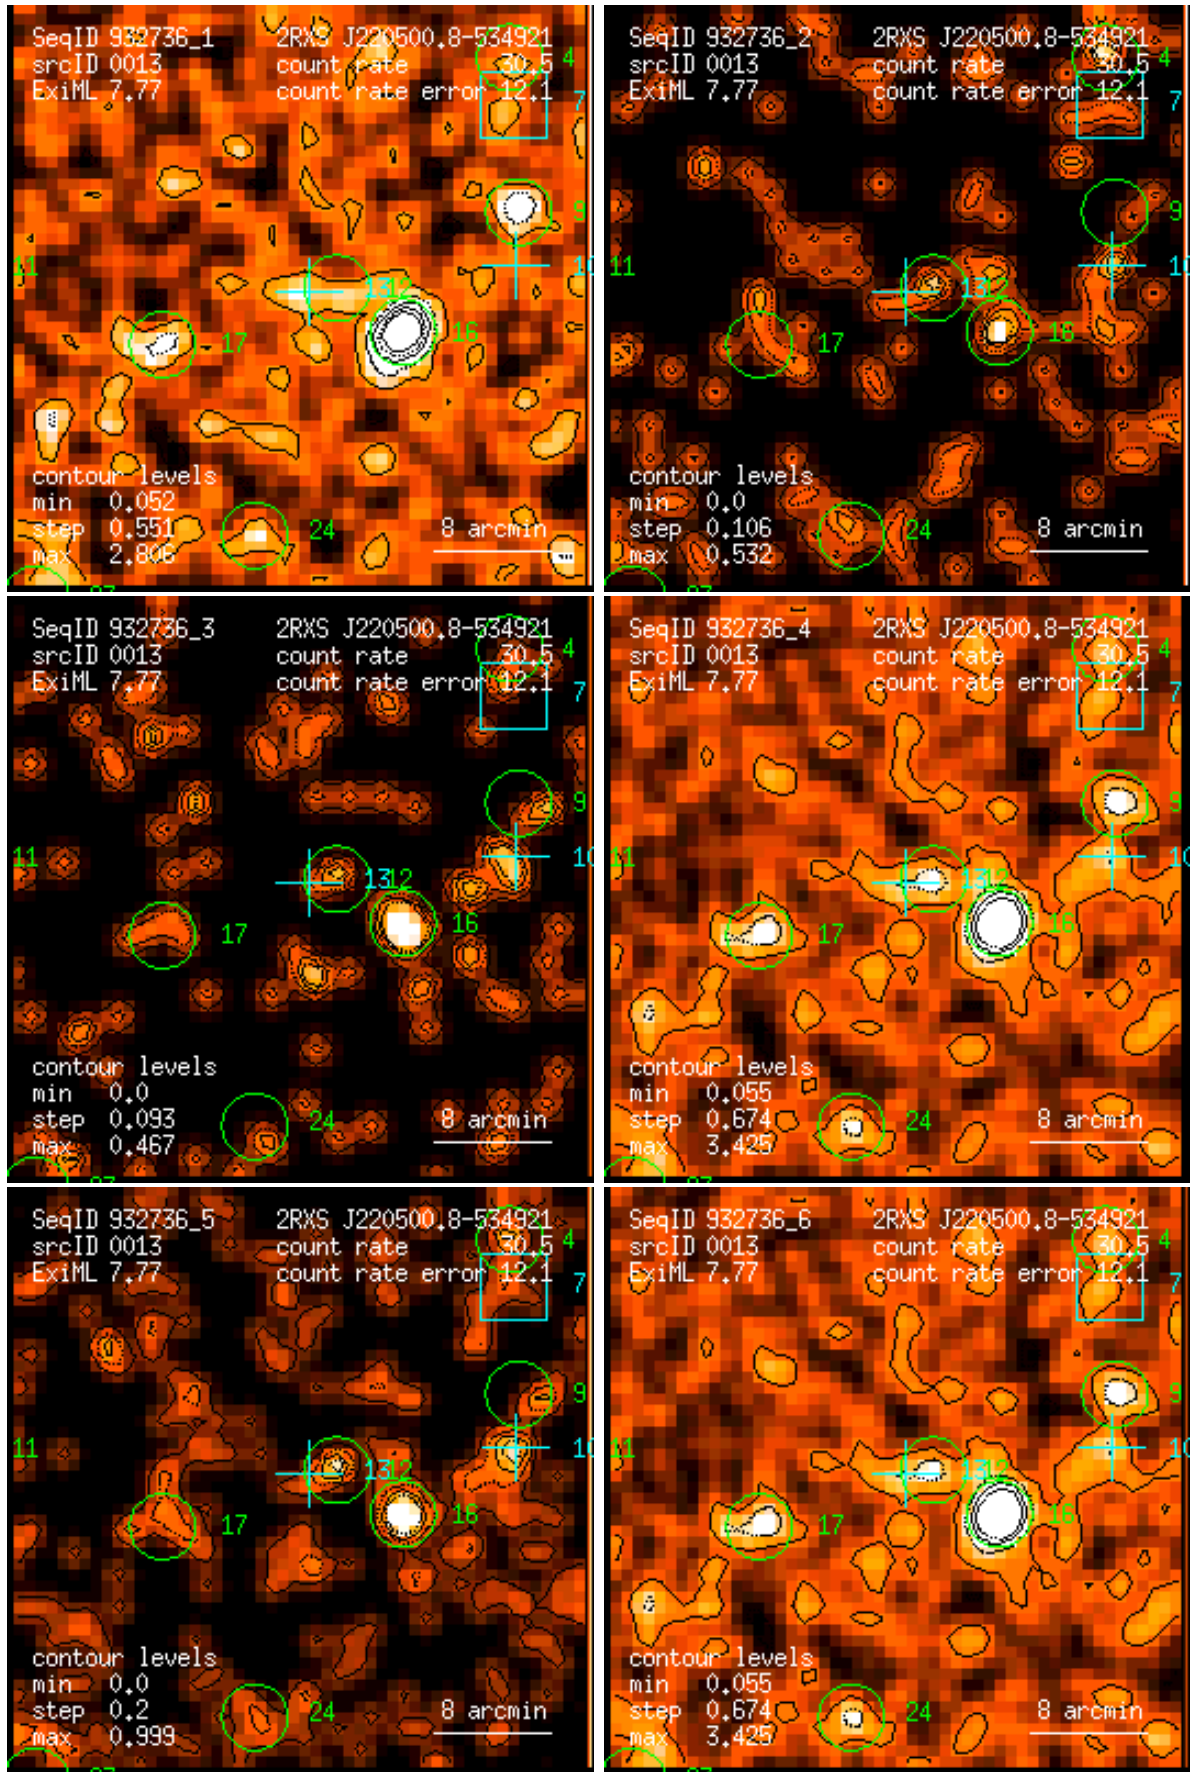 SeqID 932736_1 2RXS J220500.8-534921
srcID 0013 count rate 30.5 4
ExiML 7.77 count rate error 12.1 7
9
11 10
13 12
17 16
contour levels
min 0.052
step 0.551 24 8 arcmin
max 2.806
SeqID 932736_2 2RXS J220500.8-534921
srcID 0013 count rate 30.5 4
ExiML 7.77 count rate error 12.1 7
9
11 10
13 12
17 16
contour levels
min 0.0
step 0.106 24 8 arcmin
max 0.532
SeqID 932736_3 2RXS J220500.8-534921
srcID 0013 count rate 30.5 4
ExiML 7.77 count rate error 12.1 7
9
11 10
13 12
17 16
contour levels
min 0.0
step 0.093 24 8 arcmin
max 0.467
SeqID 932736_4 2RXS J220500.8-534921
srcID 0013 count rate 30.5 4
ExiML 7.77 count rate error 12.1 7
9
11 10
13 12
17 16
contour levels
min 0.055
step 0.674 24 8 arcmin
max 3.425
SeqID 932736_5 2RXS J220500.8-534921
srcID 0013 count rate 30.5 4
ExiML 7.77 count rate error 12.1 7
9
11 10
13 12
17 16
contour levels
min 0.0
step 0.2 24 8 arcmin
max 0.999
SeqID 932736_6 2RXS J220500.8-534921
srcID 0013 count rate 30.5 4
ExiML 7.77 count rate error 12.1 7
9
11 10
13 12
17 16
contour levels
min 0.055
step 0.674 24 8 arcmin
max 3.425